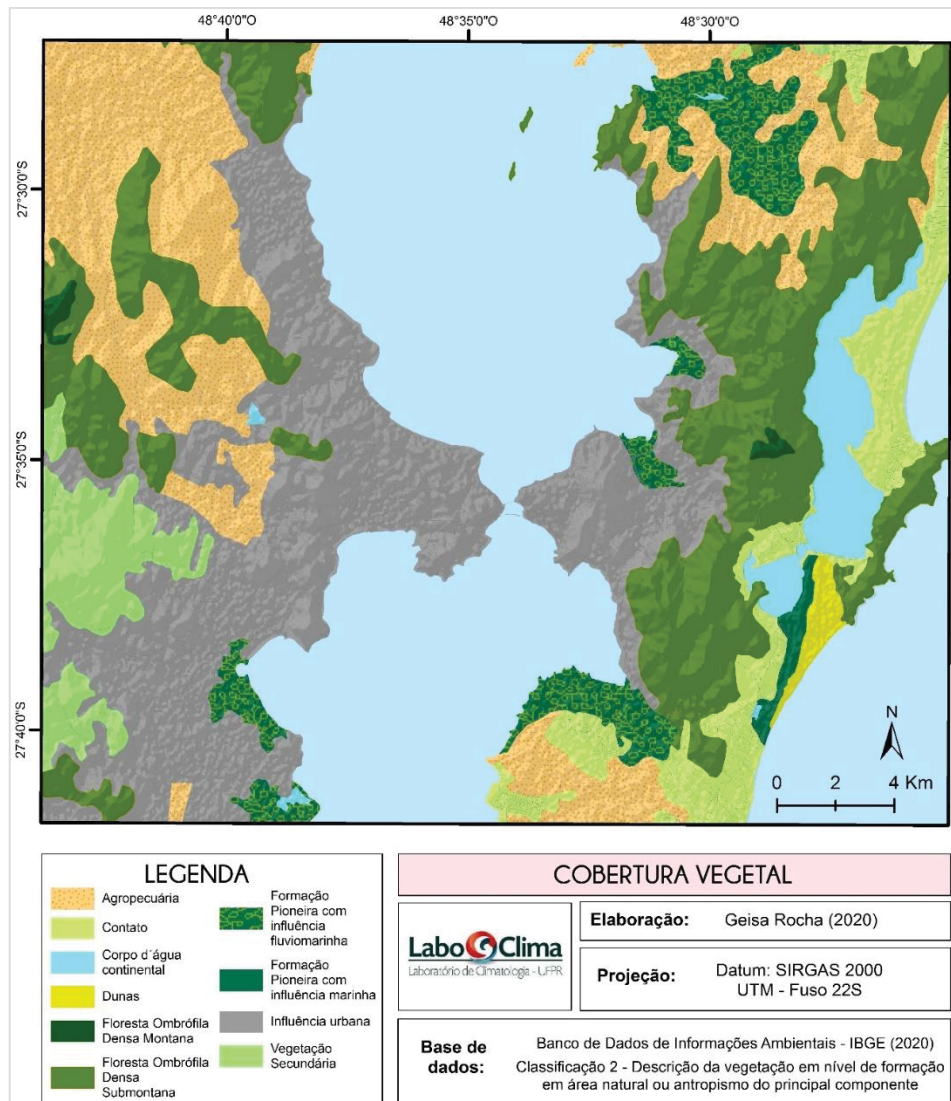 48°40'0"O
48°35'0"O
48°30'0"O
27°30'0"S
27°35'0"S
27°40'0"S
N
0 2 4 Km
LEGENDA
Agropecuária
Contato
Corpo d´água
continental
Dunas
Floresta Ombrófila
Densa Montana
Floresta Ombrófila
Densa
Submontana
Formação
Pioneira com
influência
fluviomarinha
Formação
Pioneira com
influência marinha
Influência urbana
Vegetação
Secundária
COBERTURA VEGETAL
LaboClima
Laboratório de Climatologia - UFPR
Elaboração: Geisa Rocha (2020)
Projeção: Datum: SIRGAS 2000
UTM - Fuso 22S
Base de
dados:
Banco de Dados de Informações Ambientais - IBGE (2020)
Classificação 2 - Descrição da vegetação em nível de formação
em área natural ou antropismo do principal componente